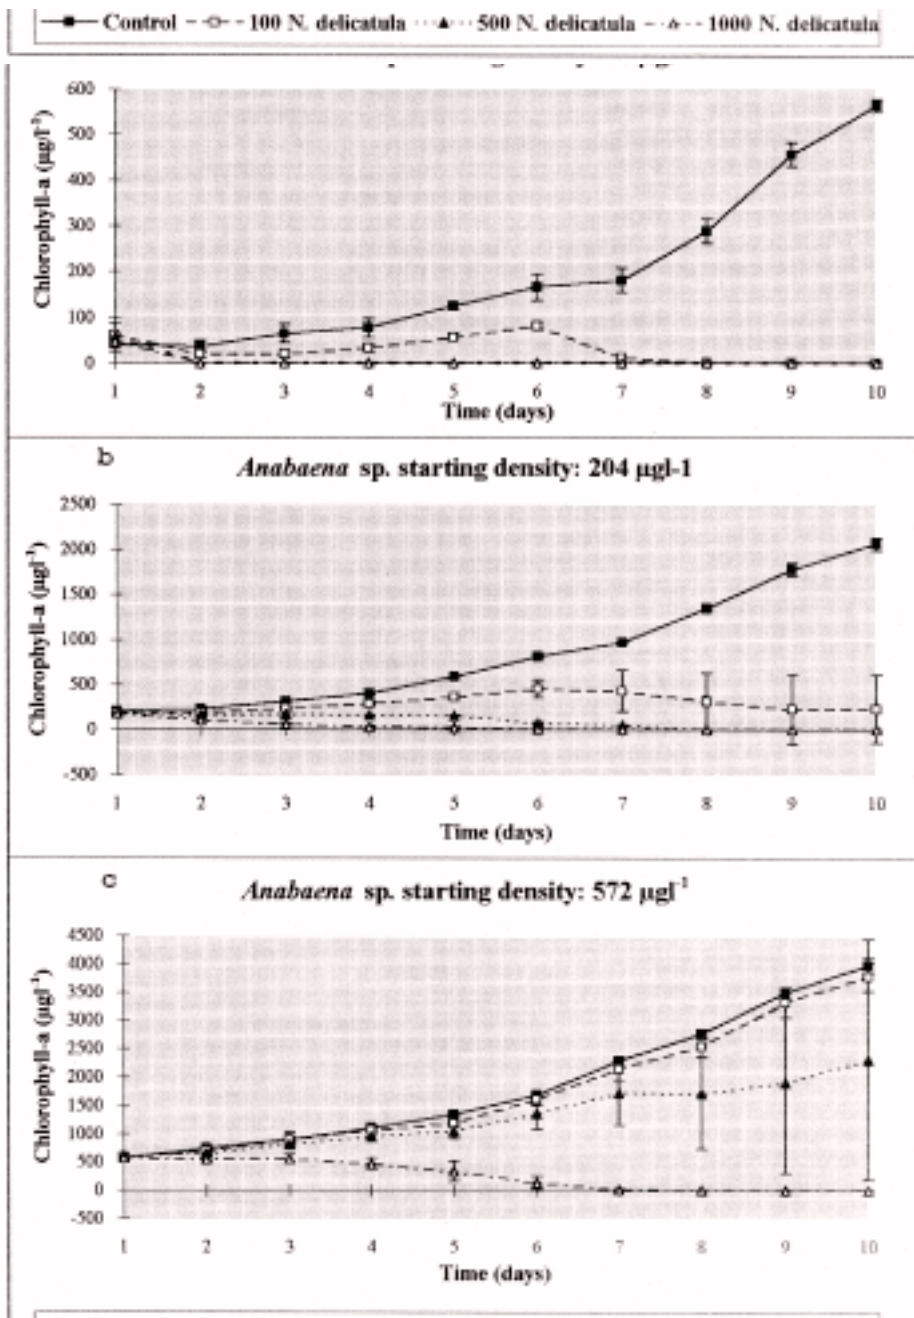 Control 100 N. delicatula 500 N. delicatula 1000 N. delicatula
600
500
400
300
200
100
0
Chlorophyll-a (µg/l⁻¹)
1 2 3 4 5 6 7 8 9 10
Time (days)
b
Anabaena sp. starting density: 204 µgl-1
2500
2000
1500
1000
500
0
-500
Chlorophyll-a (µgl⁻¹)
1 2 3 4 5 6 7 8 9 10
Time (days)
c
Anabaena sp. starting density: 572 µgl⁻¹
4500
4000
3500
3000
2500
2000
1500
1000
500
0
-500
Chlorophyll-a (µgl⁻¹)
1 2 3 4 5 6 7 8 9 10
Time (days)